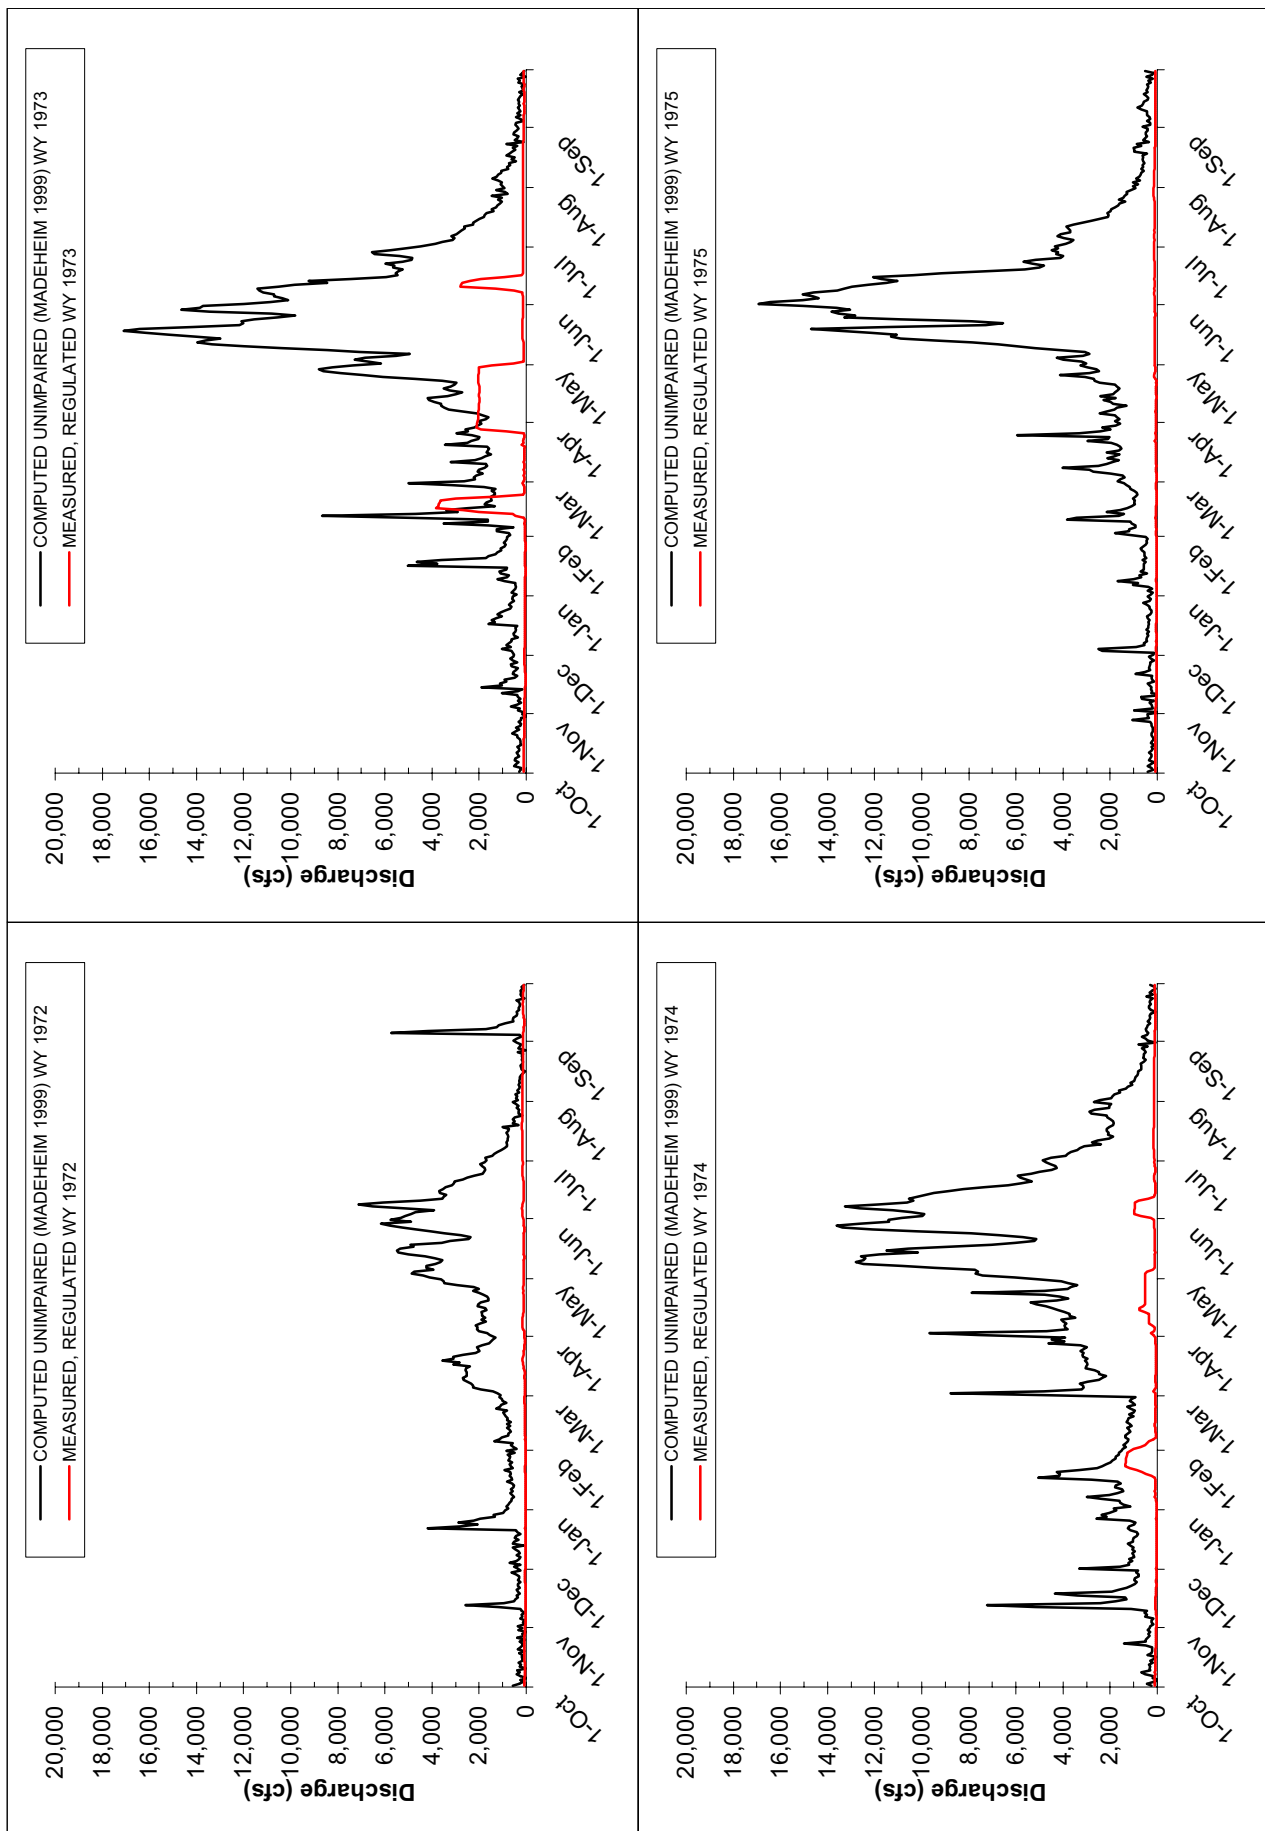 COMPUTED UNIMPAIRED (MADEHEIM 1999) WY 1972
MEASURED, REGULATED WY 1972
Discharge (cfs)
20,000
18,000
16,000
14,000
12,000
10,000
8,000
6,000
4,000
2,000
0
1-Oct
1-Nov
1-Dec
1-Jan
1-Feb
1-Mar
1-Apr
1-May
1-Jun
1-Jul
1-Aug
1-Sep
COMPUTED UNIMPAIRED (MADEHEIM 1999) WY 1973
MEASURED, REGULATED WY 1973
Discharge (cfs)
20,000
18,000
16,000
14,000
12,000
10,000
8,000
6,000
4,000
2,000
0
1-Oct
1-Nov
1-Dec
1-Jan
1-Feb
1-Mar
1-Apr
1-May
1-Jun
1-Jul
1-Aug
1-Sep
COMPUTED UNIMPAIRED (MADEHEIM 1999) WY 1974
MEASURED, REGULATED WY 1974
Discharge (cfs)
20,000
18,000
16,000
14,000
12,000
10,000
8,000
6,000
4,000
2,000
0
1-Oct
1-Nov
1-Dec
1-Jan
1-Feb
1-Mar
1-Apr
1-May
1-Jun
1-Jul
1-Aug
1-Sep
COMPUTED UNIMPAIRED (MADEHEIM 1999) WY 1975
MEASURED, REGULATED WY 1975
Discharge (cfs)
20,000
18,000
16,000
14,000
12,000
10,000
8,000
6,000
4,000
2,000
0
1-Oct
1-Nov
1-Dec
1-Jan
1-Feb
1-Mar
1-Apr
1-May
1-Jun
1-Jul
1-Aug
1-Sep